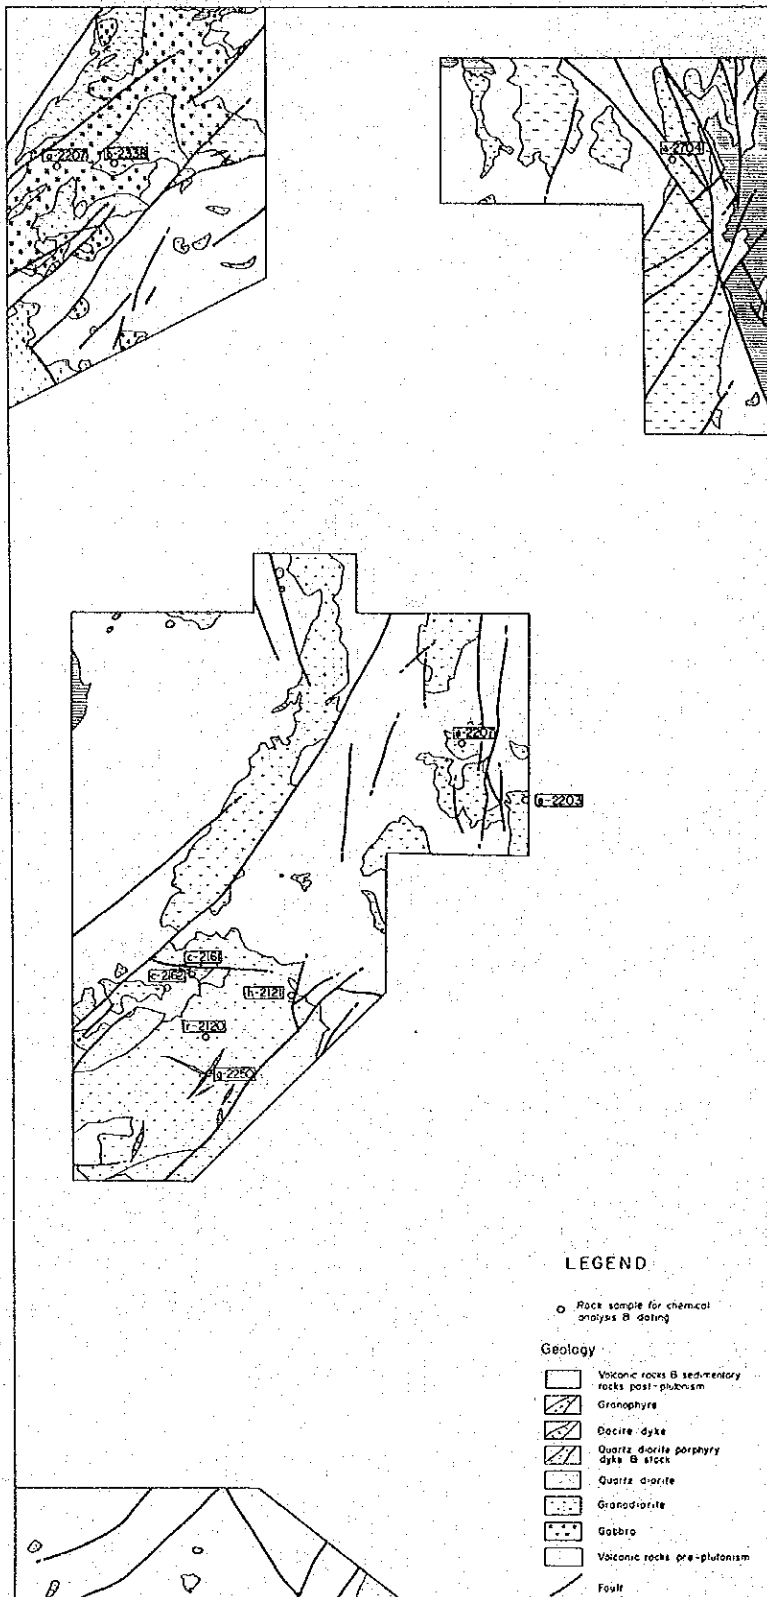 a-2207
b-2338
a-2704
e-2207
g-2203
c-2161
c-2162
h-2121
r-2120
g-2250
LEGEND
Rock sample for chemical
analysis & dating
Geology
Volcanic rocks & sedimentary
rocks post-plutonism
Granophyre
Dacite dyke
Quartz diorite porphyry
dyke & stock
Quartz diorite
Granodiorite
Gabbro
Volcanic rocks pre-plutonism
Fault